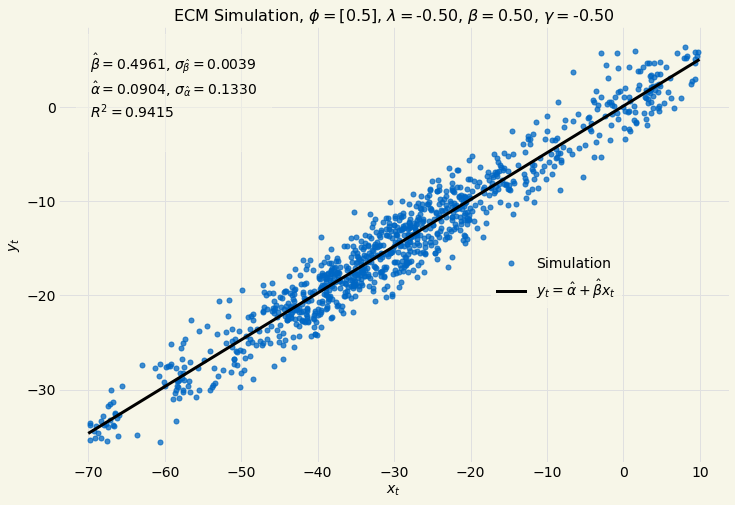 ECM Simulation, ϕ = [0.5], λ = -0.50, β = 0.50, γ = -0.50
β̂ = 0.4961, σ_β̂ = 0.0039
α̂ = 0.0904, σ_α̂ = 0.1330
R² = 0.9415
0
−10
−20
−30
y_t
Simulation
y_t = α̂ + β̂x_t
−70 −60 −50 −40 −30 −20 −10 0 10
x_t